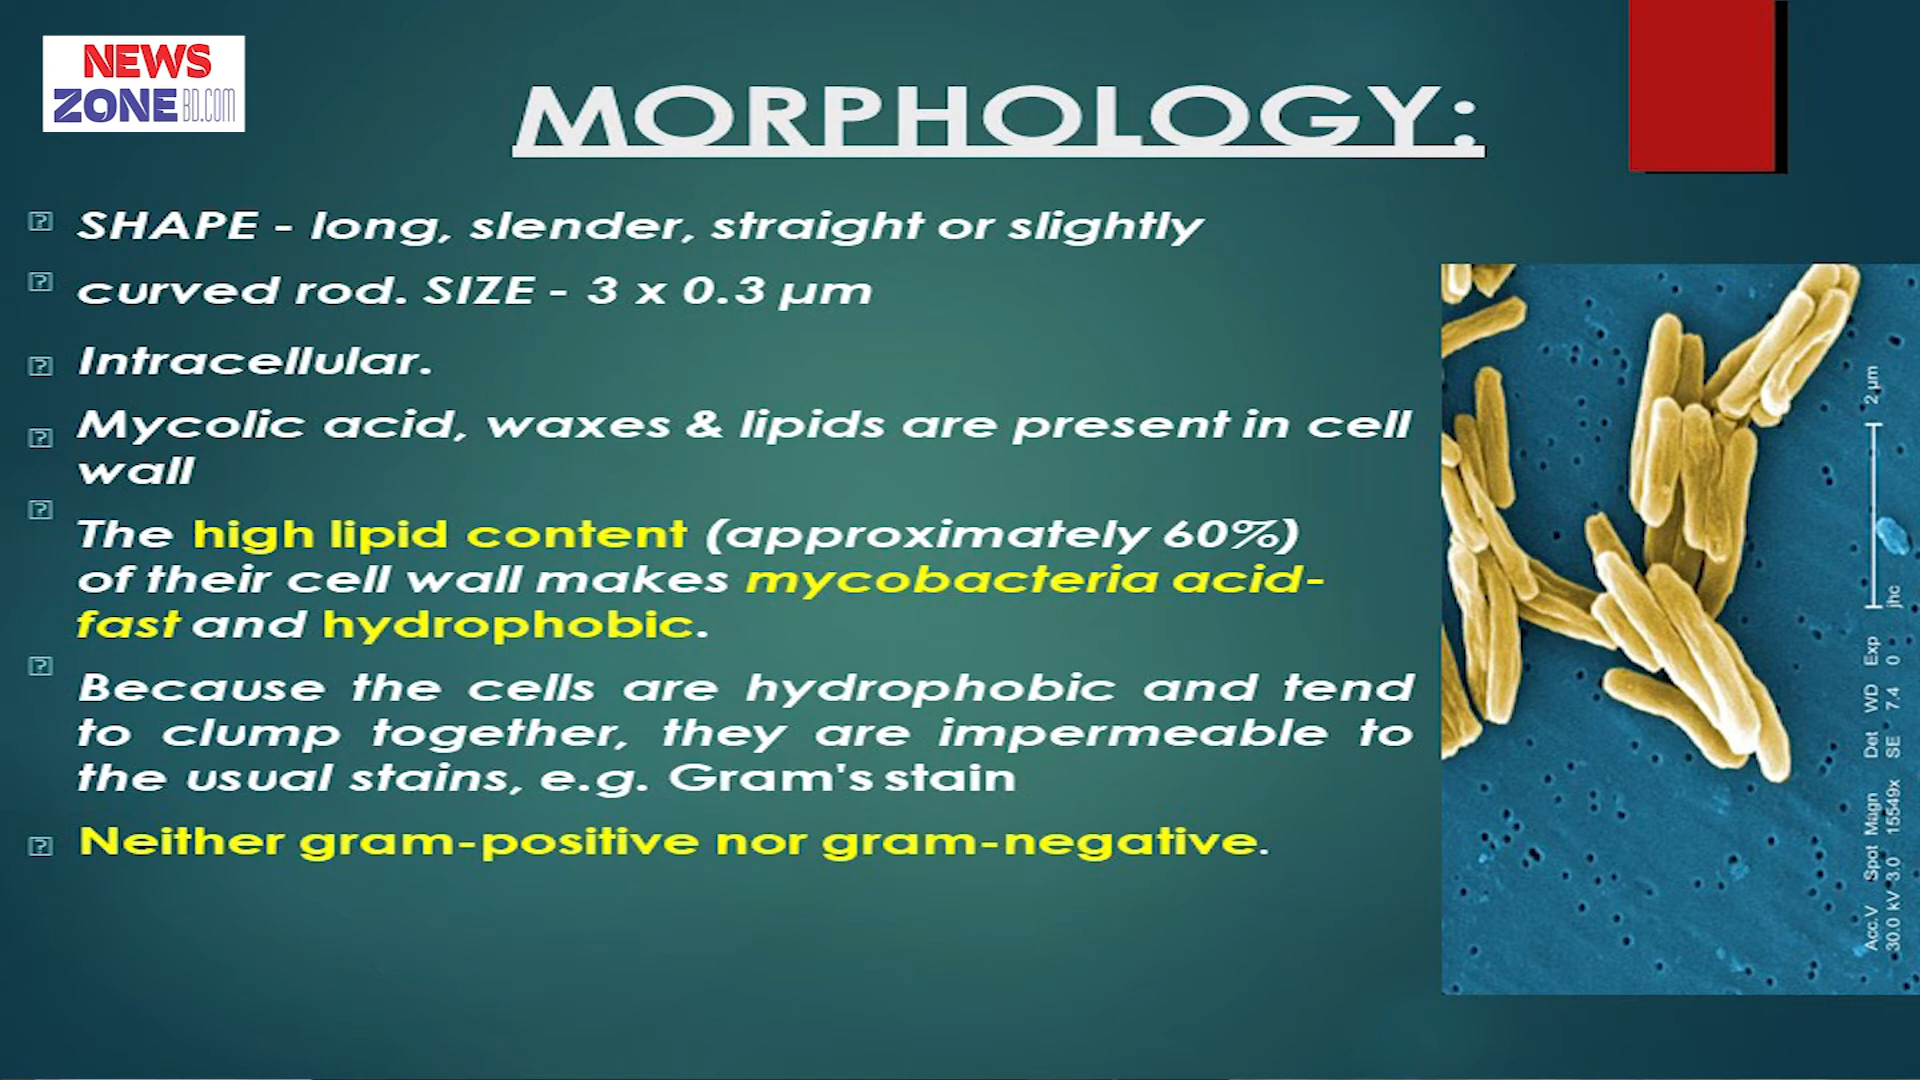 NEWS
ZONE BD.COM
MORPHOLOGY:
SHAPE - long, slender, straight or slightly
curved rod. SIZE - 3 x 0.3 µm
Intracellular.
Mycolic acid, waxes & lipids are present in cell
wall
The high lipid content (approximately 60%)
of their cell wall makes mycobacteria acid-
fast and hydrophobic.
Because the cells are hydrophobic and tend
to clump together, they are impermeable to
the usual stains, e.g. Gram's stain
Neither gram-positive nor gram-negative.
Acc.V Spot Magn Det WD Exp 2 µm
30.0 kV 3.0 15549x SE 7.4 0 jhc